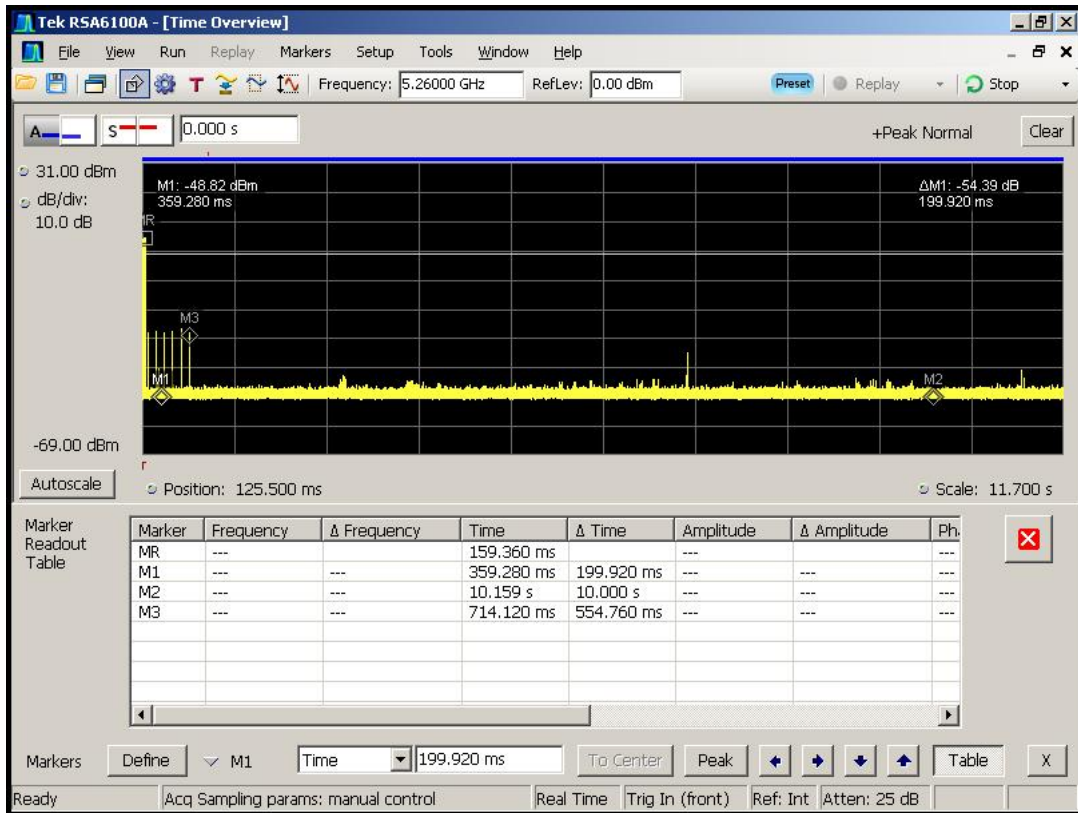 Tek RSA6100A - [Time Overview]
File View Run Replay Markers Setup Tools Window Help
T Frequency: 5.26000 GHz RefLev: 0.00 dBm Preset Replay Stop
A S 0.000 s +Peak Normal Clear
31.00 dBm
M1: -48.82 dBm ΔM1: -54.39 dB
dB/div: 359.280 ms 199.920 ms
10.0 dB
MR
M3
M1 M2
-69.00 dBm
Autoscale Position: 125.500 ms Scale: 11.700 s
Marker Readout Table
Marker Frequency Δ Frequency Time Δ Time Amplitude Δ Amplitude Ph
MR --- 159.360 ms --- ---
M1 --- --- 359.280 ms 199.920 ms --- --- ---
M2 --- --- 10.159 s 10.000 s --- --- ---
M3 --- --- 714.120 ms 554.760 ms --- --- ---
Markers Define M1 Time 199.920 ms To Center Peak Table X
Ready Acq Sampling params: manual control Real Time Trig In (front) Ref: Int Atten: 25 dB